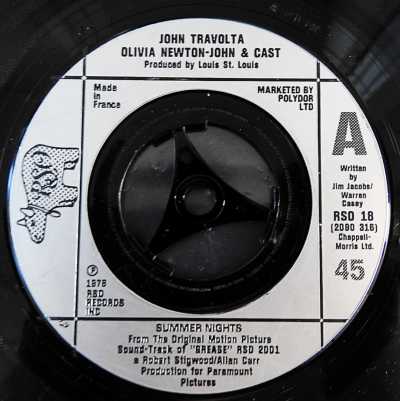 JOHN TRAVOLTA
OLIVIA NEWTON-JOHN & CAST
Produced by Louis St. Louis
Made
in
France
MARKETED BY
POLYDOR
LTD
A
RSO
Written
by
Jim Jacobs/
Warren
Casey
RSO 18
(2090 316)
Chappell-
Morris Ltd.
45
℗
1978
RSO
RECORDS
INC
SUMMER NIGHTS
From The Original Motion Picture
Sound-Track of "GREASE" RSD 2001
a Robert Stigwood/Allan Carr
Production for Paramount
Pictures